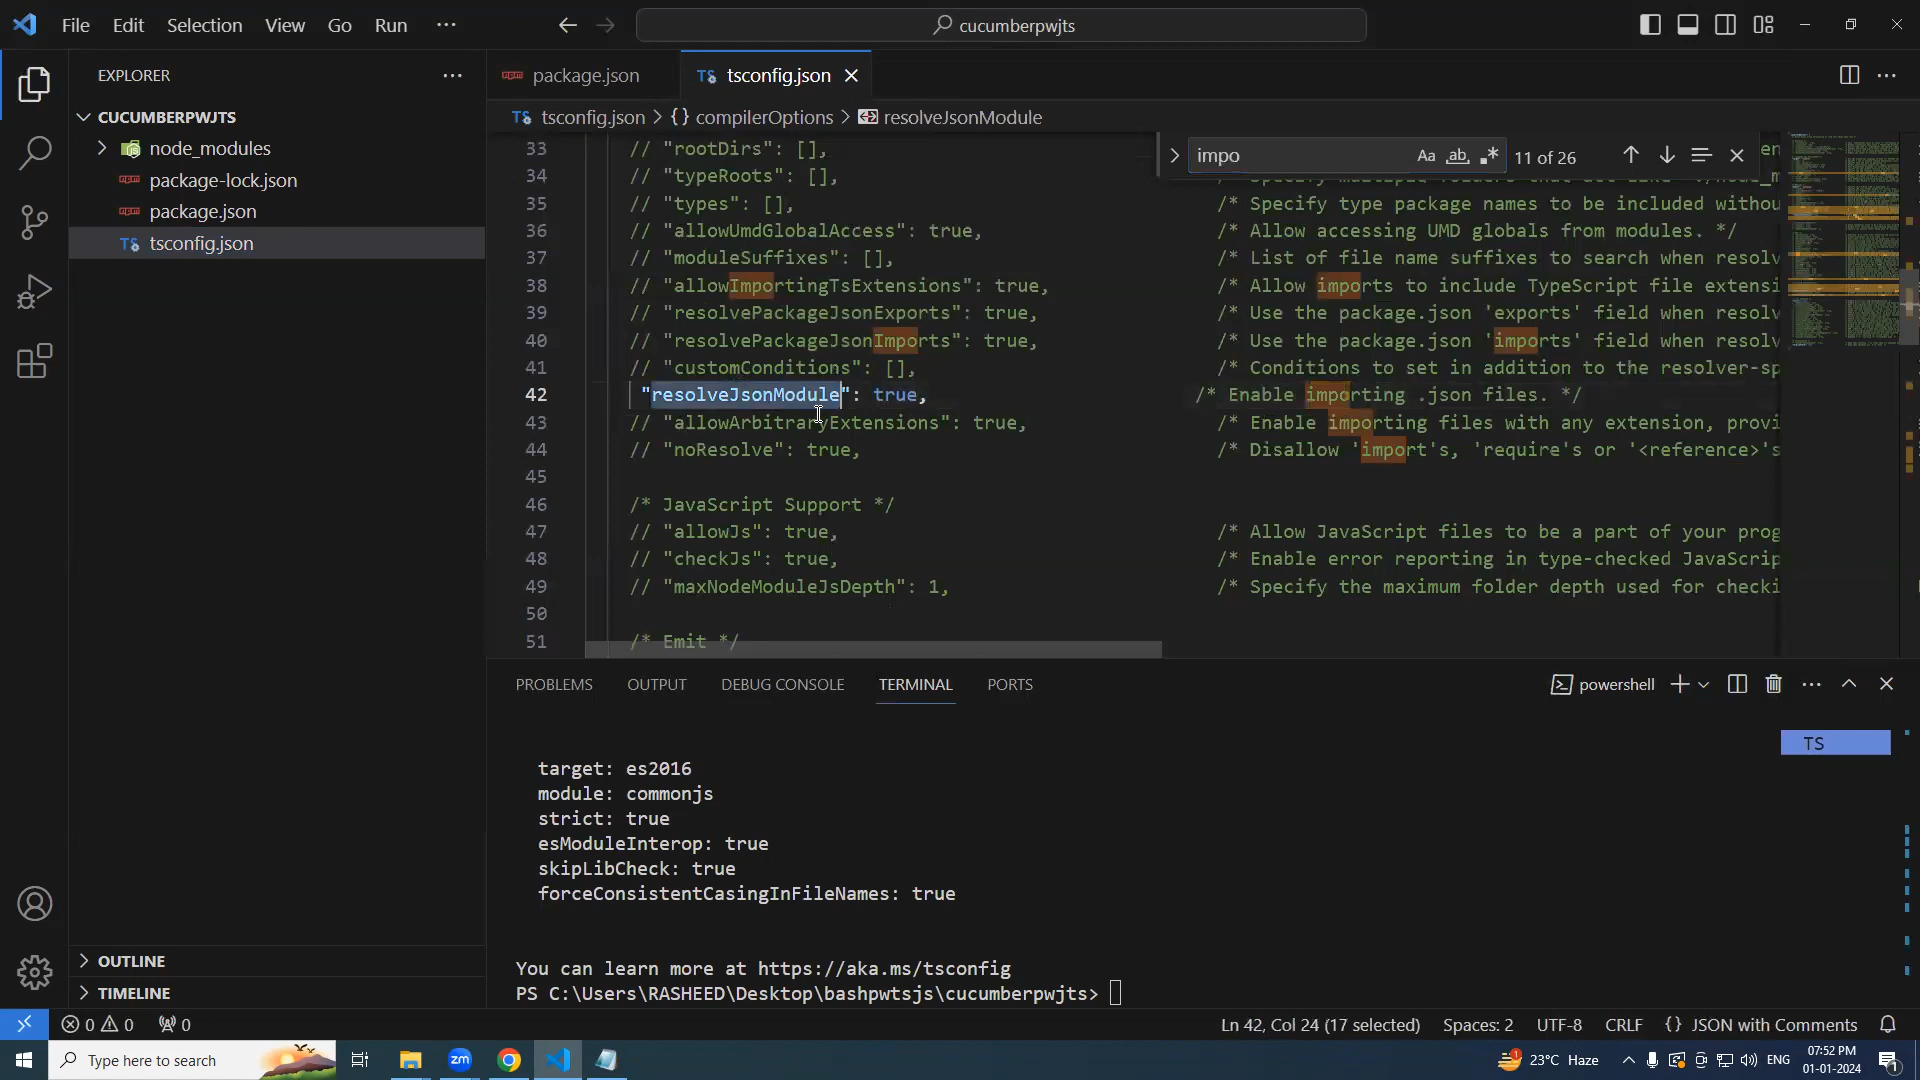 File Edit Selection View Go Run ...
cucumberpwjts
EXPLORER
CUCUMBERPWJTS
node_modules
package-lock.json
package.json
TS tsconfig.json
package.json
TS tsconfig.json
TS tsconfig.json > {} compilerOptions > resolveJsonModule
impo Aa ab .* 11 of 26
33 // "rootDirs": [],
34 // "typeRoots": [],
35 // "types": [], /* Specify type package names to be included withou
36 // "allowUmdGlobalAccess": true, /* Allow accessing UMD globals from modules. */
37 // "moduleSuffixes": [], /* List of file name suffixes to search when resolv
38 // "allowImportingTsExtensions": true, /* Allow imports to include TypeScript file extensi
39 // "resolvePackageJsonExports": true, /* Use the package.json 'exports' field when resolv
40 // "resolvePackageJsonImports": true, /* Use the package.json 'imports' field when resolv
41 // "customConditions": [], /* Conditions to set in addition to the resolver-sp
42 "resolveJsonModule": true, /* Enable importing .json files. */
43 // "allowArbitraryExtensions": true, /* Enable importing files with any extension, provi
44 // "noResolve": true, /* Disallow 'import's, 'require's or '<reference>'s
45
46 /* JavaScript Support */
47 // "allowJs": true, /* Allow JavaScript files to be a part of your prog
48 // "checkJs": true, /* Enable error reporting in type-checked JavaScrip
49 // "maxNodeModuleJsDepth": 1, /* Specify the maximum folder depth used for checki
50
51 /* Emit */
PROBLEMS OUTPUT DEBUG CONSOLE TERMINAL PORTS
powershell
TS
target: es2016
module: commonjs
strict: true
esModuleInterop: true
skipLibCheck: true
forceConsistentCasingInFileNames: true
You can learn more at https://aka.ms/tsconfig
PS C:\Users\RASHEED\Desktop\bashpwtsjs\cucumberpwjts>
OUTLINE
TIMELINE
0 0 0
Ln 42, Col 24 (17 selected) Spaces: 2 UTF-8 CRLF {} JSON with Comments
Type here to search
zm
1 23°C Haze
ENG
07:52 PM
01-01-2024
1